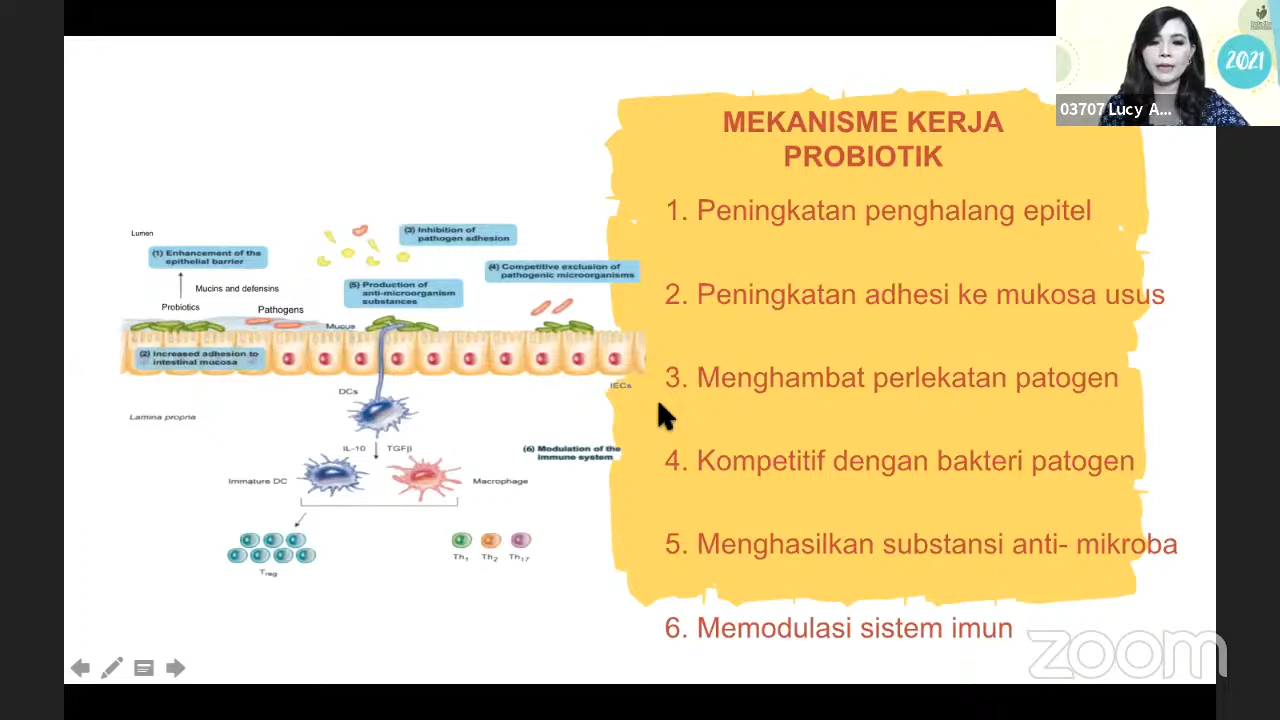 2021
03707 Lucy A...
MEKANISME KERJA
PROBIOTIK
1. Peningkatan penghalang epitel
2. Peningkatan adhesi ke mukosa usus
3. Menghambat perlekatan patogen
4. Kompetitif dengan bakteri patogen
5. Menghasilkan substansi anti- mikroba
6. Memodulasi sistem imun
Lumen
(1) Enhancement of the
epithelial barrier
(3) Inhibition of
pathogen adhesion
(4) Competitive exclusion of
pathogenic microorganisms
(5) Production of
anti-microorganism
substances
Mucins and defensins
Probiotics
Pathogens
Mucus
(2) Increased adhesion to
intestinal mucosa
IECs
DCs
Lamina propria
IL-10
TGFβ
(6) Modulation of the
immune system
Immature DC
Macrophage
Treg
Th1
Th2
Th17
zoom